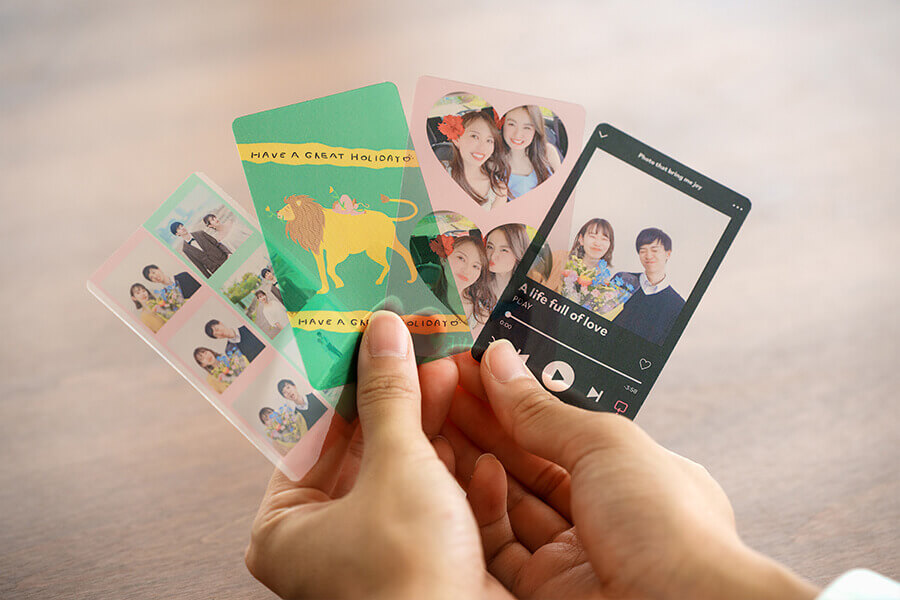 HAVE A GREAT HOLIDAY
HAVE A GREAT HOLIDAY
Photo that bring me joy
A life full of love
PLAY
0:00
-3:58